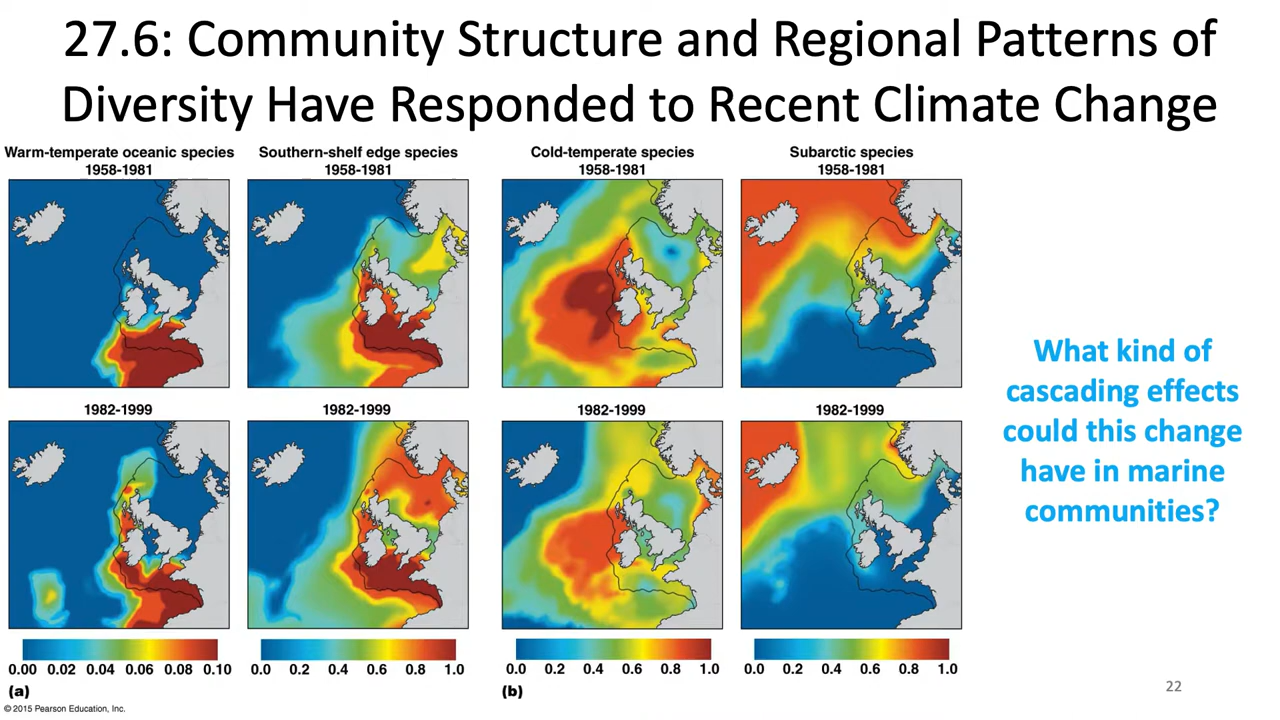 27.6: Community Structure and Regional Patterns of
Diversity Have Responded to Recent Climate Change
Warm-temperate oceanic species
1958-1981
Southern-shelf edge species
1958-1981
Cold-temperate species
1958-1981
Subarctic species
1958-1981
1982-1999
1982-1999
1982-1999
1982-1999
What kind of
cascading effects
could this change
have in marine
communities?
0.00 0.02 0.04 0.06 0.08 0.10
0.0 0.2 0.4 0.6 0.8 1.0
0.0 0.2 0.4 0.6 0.8 1.0
0.0 0.2 0.4 0.6 0.8 1.0
(a)
(b)
22
© 2015 Pearson Education, Inc.